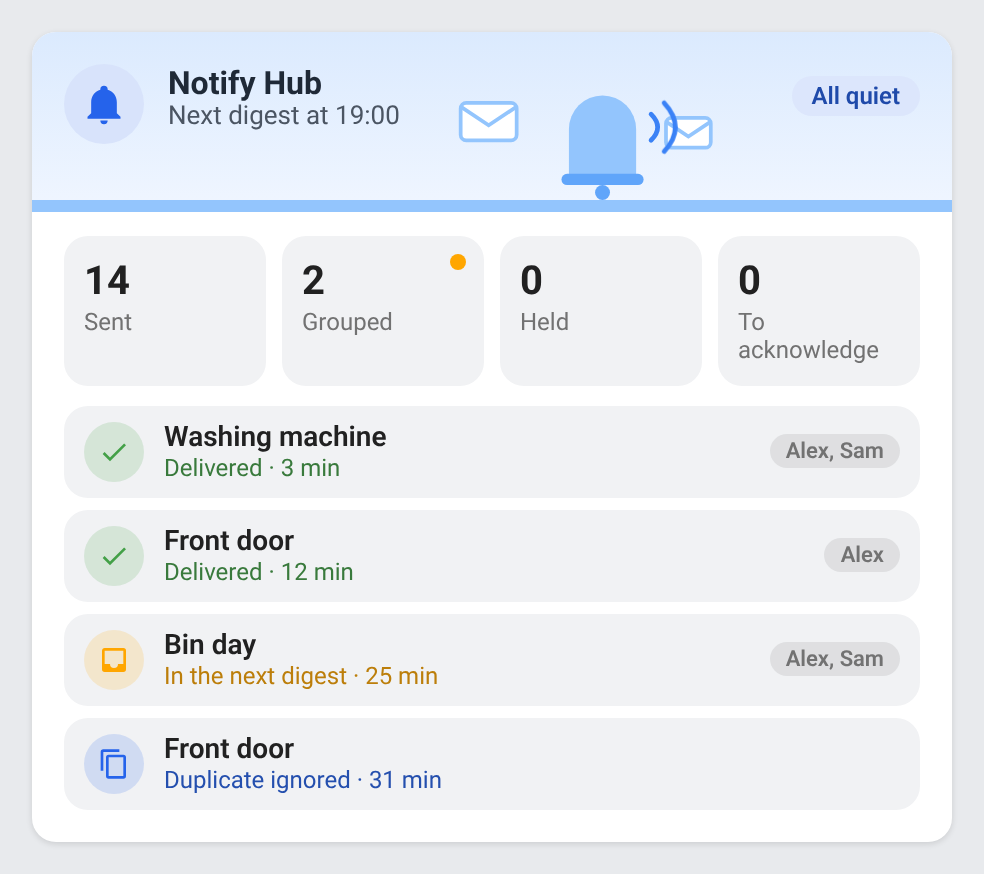 Notify Hub
Next digest at 19:00
All quiet
14
Sent
2
Grouped
0
Held
0
To
acknowledge
Washing machine
Delivered · 3 min
Alex, Sam
Front door
Delivered · 12 min
Alex
Bin day
In the next digest · 25 min
Alex, Sam
Front door
Duplicate ignored · 31 min